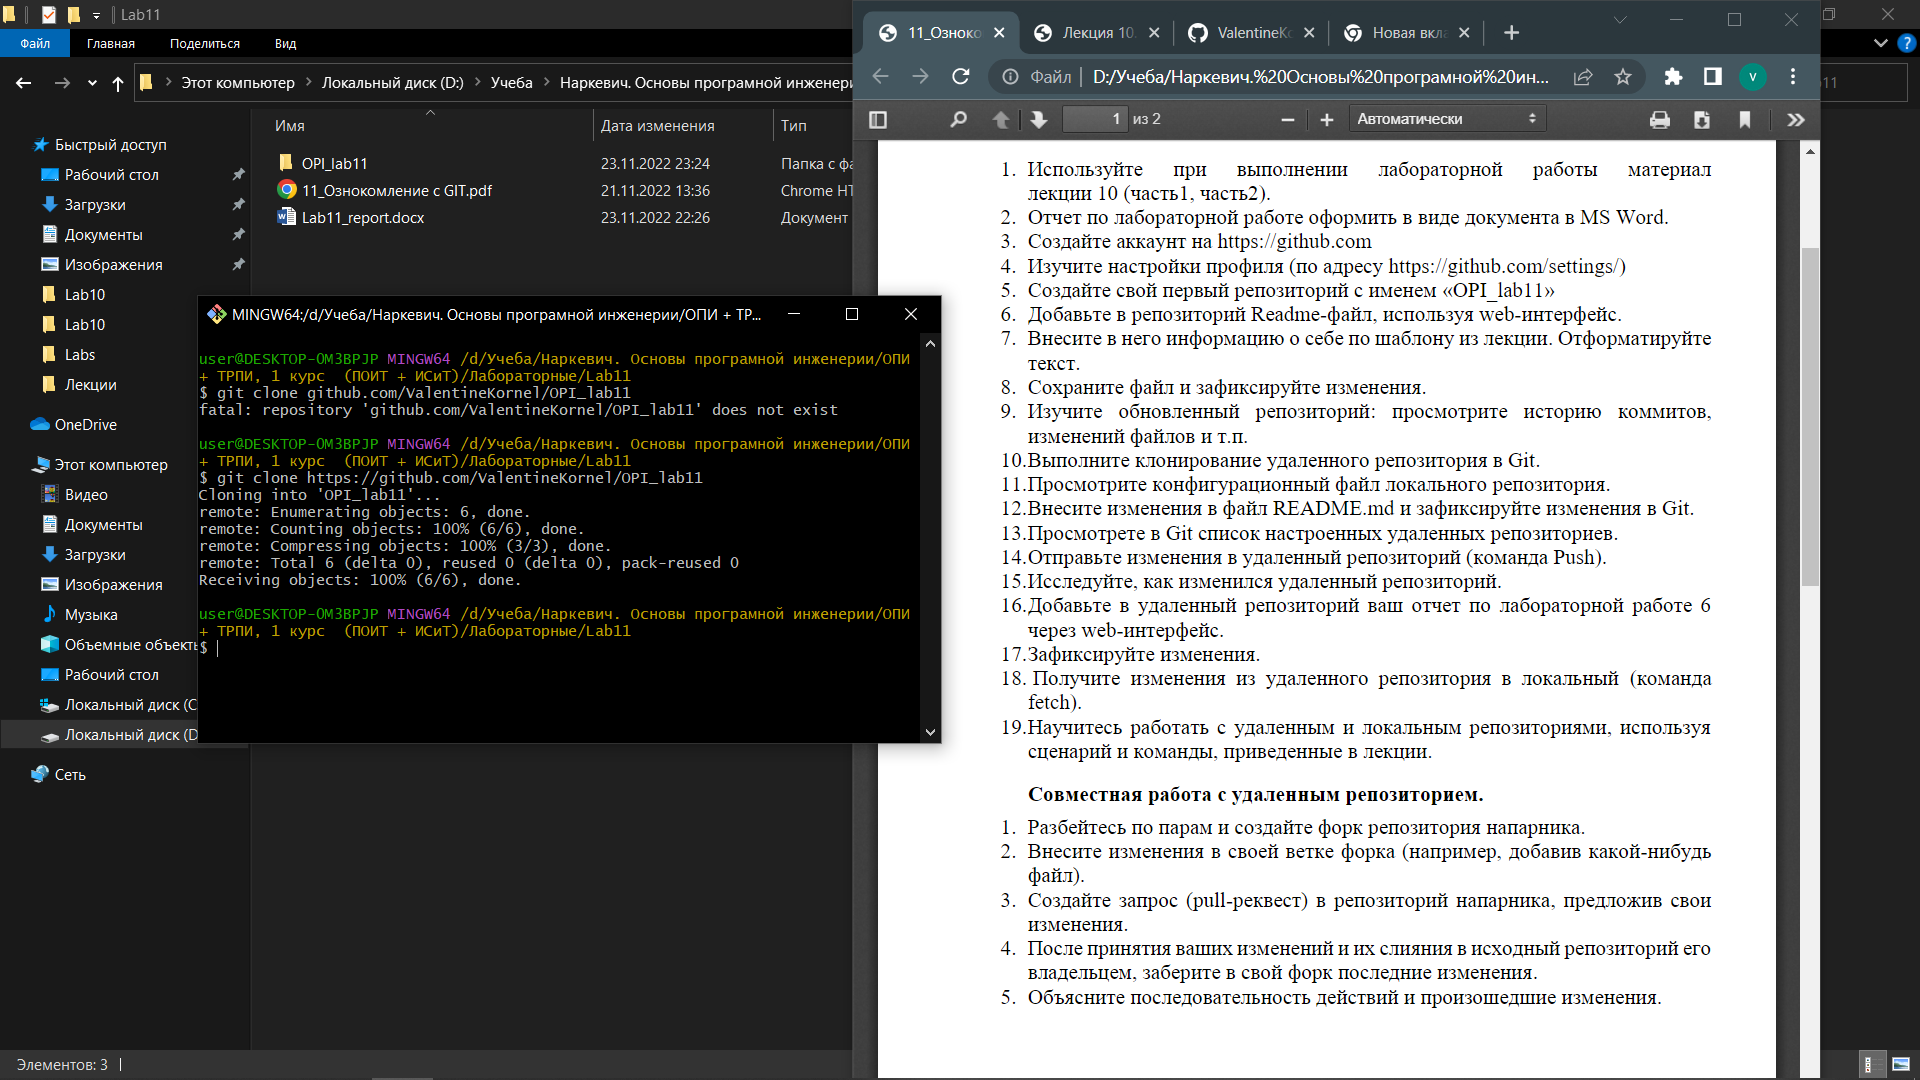 Lab11
Файл
Главная
Поделиться
Вид
Этот компьютер
Локальный диск (D:)
Учеба
Наркевич. Основы програмной инженери
Имя
Дата изменения
Тип
OPI_lab11
23.11.2022 23:24
Папка с фа
11_Ознокомление с GIT.pdf
21.11.2022 13:36
Chrome HT
Lab11_report.docx
23.11.2022 22:26
Документ
Быстрый доступ
Рабочий стол
Загрузки
Документы
Изображения
Lab10
Lab10
Labs
Лекции
OneDrive
Этот компьютер
Видео
Документы
Загрузки
Изображения
Музыка
Объемные объекты
Рабочий стол
Локальный диск (C
Локальный диск (D
Сеть
Элементов: 3
MINGW64:/d/Учеба/Наркевич. Основы програмной инженерии/ОПИ + ТР...
user@DESKTOP-OM3BPJP MINGW64 /d/Учеба/Наркевич. Основы програмной инженерии/ОПИ
+ ТРПИ, 1 курс  (ПОИТ + ИСиТ)/Лабораторные/Lab11
$ git clone github.com/ValentineKornel/OPI_lab11
fatal: repository 'github.com/ValentineKornel/OPI_lab11' does not exist
user@DESKTOP-OM3BPJP MINGW64 /d/Учеба/Наркевич. Основы програмной инженерии/ОПИ
+ ТРПИ, 1 курс  (ПОИТ + ИСиТ)/Лабораторные/Lab11
$ git clone https://github.com/ValentineKornel/OPI_lab11
Cloning into 'OPI_lab11'...
remote: Enumerating objects: 6, done.
remote: Counting objects: 100% (6/6), done.
remote: Compressing objects: 100% (3/3), done.
remote: Total 6 (delta 0), reused 0 (delta 0), pack-reused 0
Receiving objects: 100% (6/6), done.
user@DESKTOP-OM3BPJP MINGW64 /d/Учеба/Наркевич. Основы програмной инженерии/ОПИ
+ ТРПИ, 1 курс  (ПОИТ + ИСиТ)/Лабораторные/Lab11
$
11_Озноко
Лекция 10.
ValentineKo
Новая вкла
Файл
D:/Учеба/Наркевич.%20Основы%20програмной%20ин...
v
1 из 2
Автоматически
11
1. Используйте при выполнении лабораторной работы материал
лекции 10 (часть1, часть2).
2. Отчет по лабораторной работе оформить в виде документа в MS Word.
3. Создайте аккаунт на https://github.com
4. Изучите настройки профиля (по адресу https://github.com/settings/)
5. Создайте свой первый репозиторий с именем «OPI_lab11»
6. Добавьте в репозиторий Readme-файл, используя web-интерфейс.
7. Внесите в него информацию о себе по шаблону из лекции. Отформатируйте
текст.
8. Сохраните файл и зафиксируйте изменения.
9. Изучите обновленный репозиторий: просмотрите историю коммитов,
изменений файлов и т.п.
10.Выполните клонирование удаленного репозитория в Git.
11.Просмотрите конфигурационный файл локального репозитория.
12.Внесите изменения в файл README.md и зафиксируйте изменения в Git.
13.Просмотрете в Git список настроенных удаленных репозиториев.
14.Отправьте изменения в удаленный репозиторий (команда Push).
15.Исследуйте, как изменился удаленный репозиторий.
16.Добавьте в удаленный репозиторий ваш отчет по лабораторной работе 6
через web-интерфейс.
17.Зафиксируйте изменения.
18. Получите изменения из удаленного репозитория в локальный (команда
fetch).
19.Научитесь работать с удаленным и локальным репозиториями, используя
сценарий и команды, приведенные в лекции.
Совместная работа с удаленным репозиторием.
1. Разбейтесь по парам и создайте форк репозитория напарника.
2. Внесите изменения в своей ветке форка (например, добавив какой-нибудь
файл).
3. Создайте запрос (pull-реквест) в репозиторий напарника, предложив свои
изменения.
4. После принятия ваших изменений и их слияния в исходный репозиторий его
владельцем, заберите в свой форк последние изменения.
5. Объясните последовательность действий и произошедшие изменения.